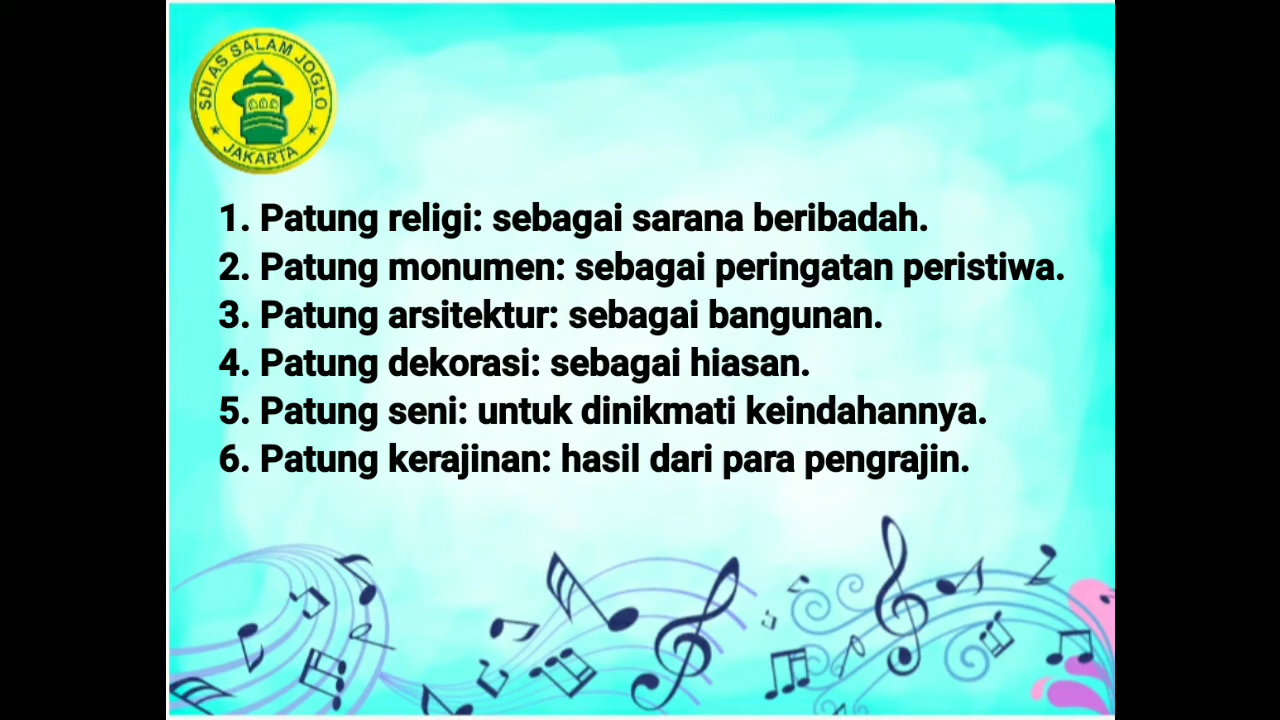 SDI AS SALAM JOGLO
JAKARTA
1. Patung religi: sebagai sarana beribadah.
2. Patung monumen: sebagai peringatan peristiwa.
3. Patung arsitektur: sebagai bangunan.
4. Patung dekorasi: sebagai hiasan.
5. Patung seni: untuk dinikmati keindahannya.
6. Patung kerajinan: hasil dari para pengrajin.